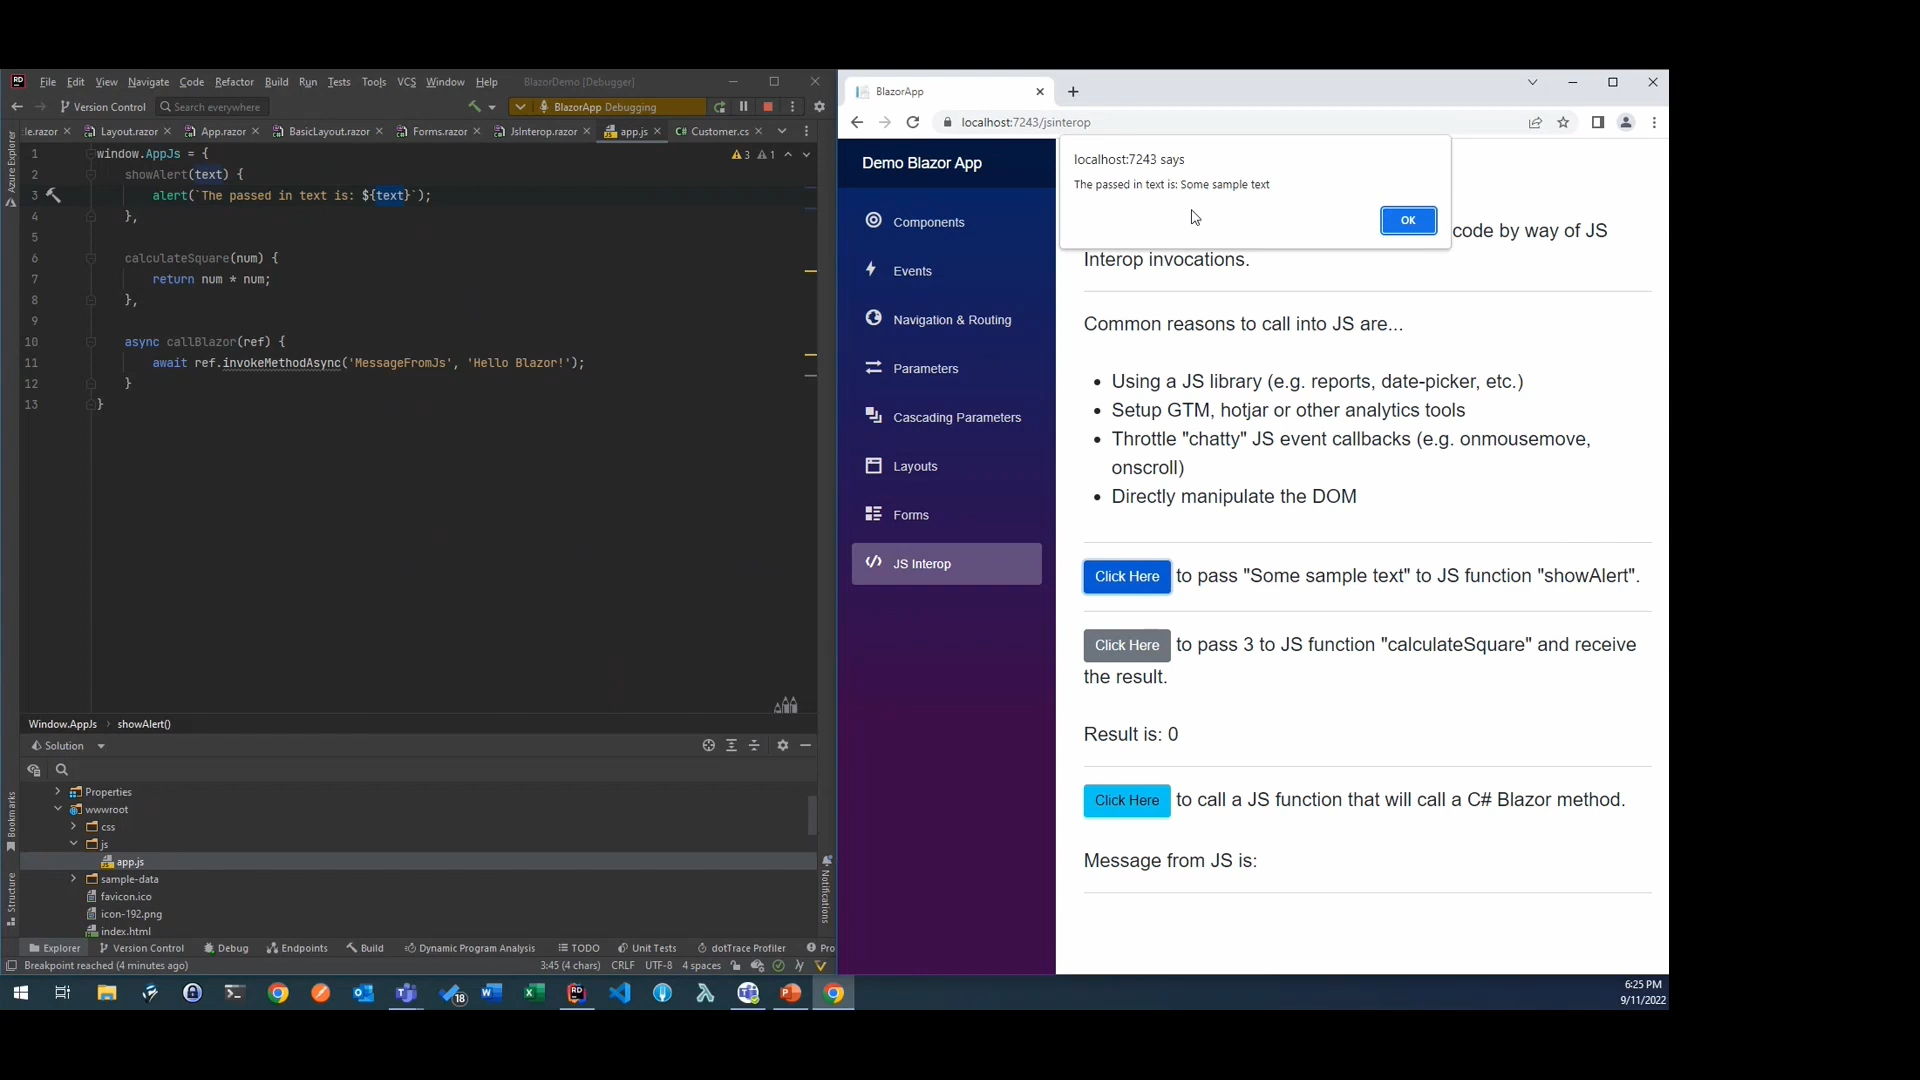 RD File Edit View Navigate Code Refactor Build Run Tests Tools VCS Window Help BlazorDemo [Debugger]
Version Control Search everywhere BlazorApp Debugging
le.razor Layout.razor App.razor BasicLayout.razor Forms.razor JsInterop.razor app.js C# Customer.cs
Azure Explorer
1 window.AppJs = { 3 1
2 showAlert(text) {
3 alert(`The passed in text is: ${text}`);
4 },
5
6 calculateSquare(num) {
7 return num * num;
8 },
9
10 async callBlazor(ref) {
11 await ref.invokeMethodAsync('MessageFromJs', 'Hello Blazor!');
12 }
13 }
Window.AppJs showAlert()
Solution
Properties
wwwroot
css
js
app.js
sample-data
favicon.ico
icon-192.png
index.html
Bookmarks
Structure
Notifications
Explorer Version Control Debug Endpoints Build Dynamic Program Analysis TODO Unit Tests dotTrace Profiler Pro
Breakpoint reached (4 minutes ago) 3:45 (4 chars) CRLF UTF-8 4 spaces
BlazorApp
localhost:7243/jsinterop
Demo Blazor App
Components
Events
Navigation & Routing
Parameters
Cascading Parameters
Layouts
Forms
JS Interop
localhost:7243 says
The passed in text is: Some sample text
OK
code by way of JS
Interop invocations.
Common reasons to call into JS are...
• Using a JS library (e.g. reports, date-picker, etc.)
• Setup GTM, hotjar or other analytics tools
• Throttle "chatty" JS event callbacks (e.g. onmousemove,
onscroll)
• Directly manipulate the DOM
Click Here to pass "Some sample text" to JS function "showAlert".
Click Here to pass 3 to JS function "calculateSquare" and receive
the result.
Result is: 0
Click Here to call a JS function that will call a C# Blazor method.
Message from JS is:
18
6:25 PM
9/11/2022